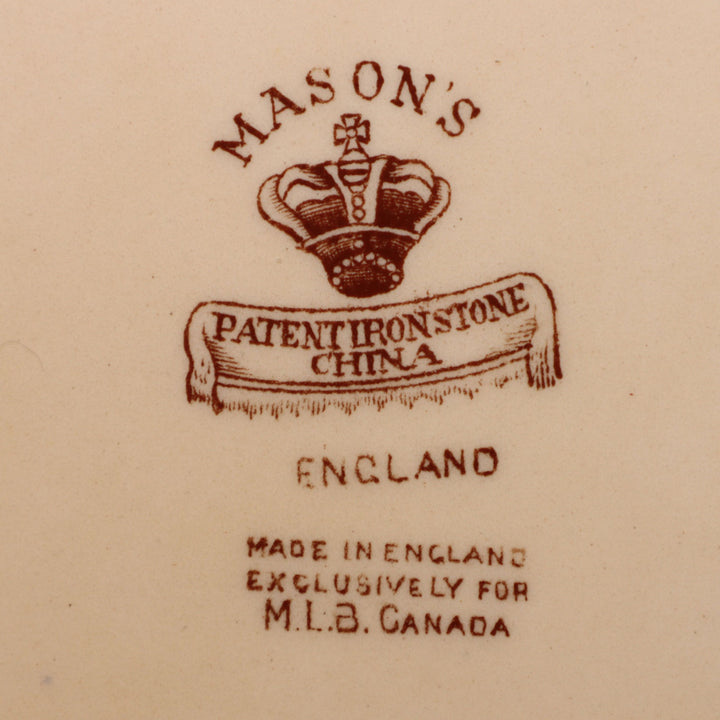 MASON'S
PATENT IRONSTONE
CHINA
ENGLAND
MADE IN ENGLAND
EXCLUSIVELY FOR
M.L.B. CANADA